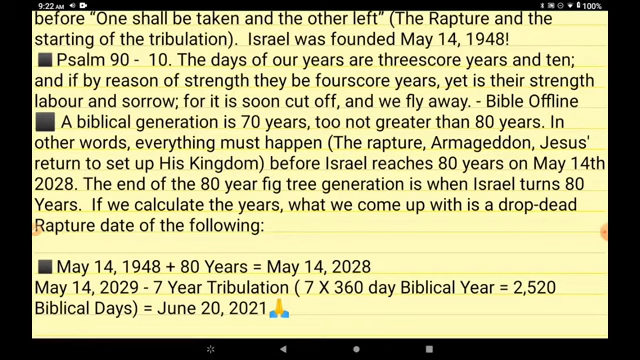 9:22 AM
100%
before “One shall be taken and the other left” (The Rapture and the
starting of the tribulation).  Israel was founded May 14, 1948!
⬛Psalm 90 -  10. The days of our years are threescore years and ten;
and if by reason of strength they be fourscore years, yet is their strength
labour and sorrow; for it is soon cut off, and we fly away. - Bible Offline
⬛ A biblical generation is 70 years, too not greater than 80 years. In
other words, everything must happen (The rapture, Armageddon, Jesus'
return to set up His Kingdom) before Israel reaches 80 years on May 14th
2028. The end of the 80 year fig tree generation is when Israel turns 80
Years.  If we calculate the years, what we come up with is a drop-dead
Rapture date of the following:
⬛May 14, 1948 + 80 Years = May 14, 2028
May 14, 2029 - 7 Year Tribulation ( 7 X 360 day Biblical Year = 2,520
Biblical Days) = June 20, 2021🙏